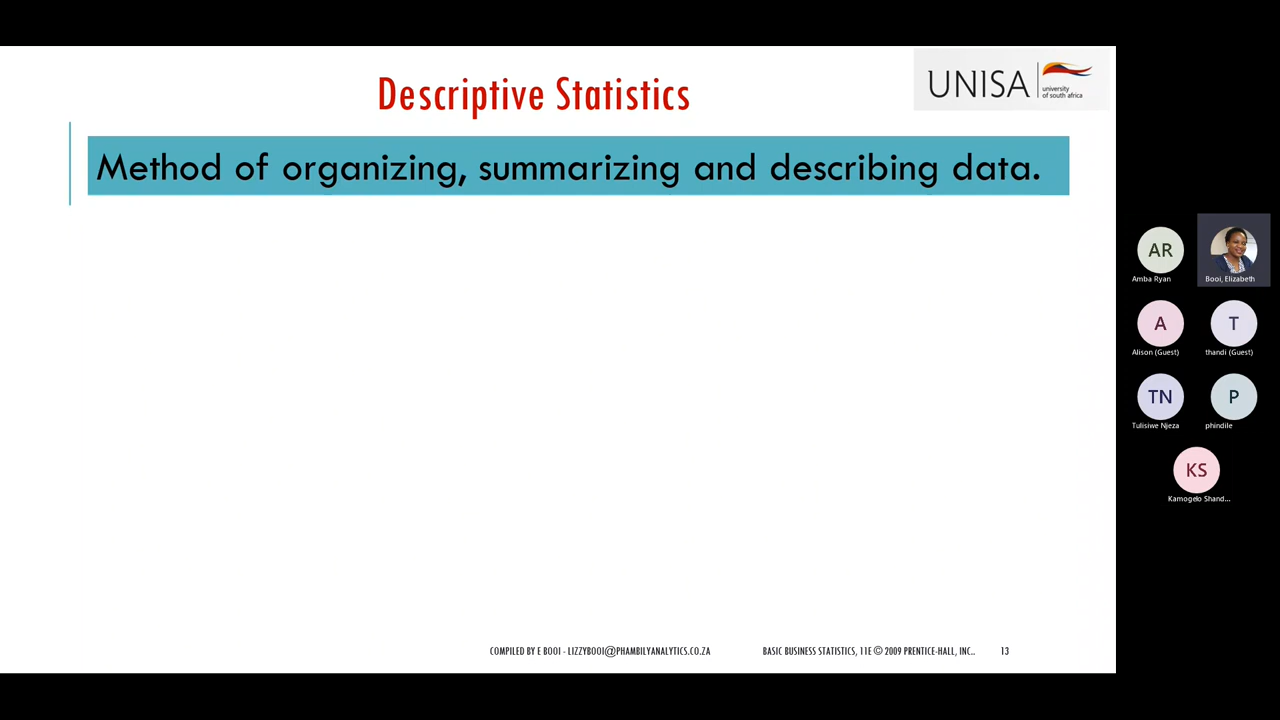 Descriptive Statistics
UNISA
university
of south africa
Method of organizing, summarizing and describing data.
AR
Amba Ryan
Booi, Elizabeth
A
Alison (Guest)
T
thandi (Guest)
TN
Tulisiwe Njeza
P
phindile
KS
Kamogelo Shand...
COMPILED BY E BOOI - LIZZYBOOI@PHAMBILYANALYTICS.CO.ZA
BASIC BUSINESS STATISTICS, 11E © 2009 PRENTICE-HALL, INC..
13